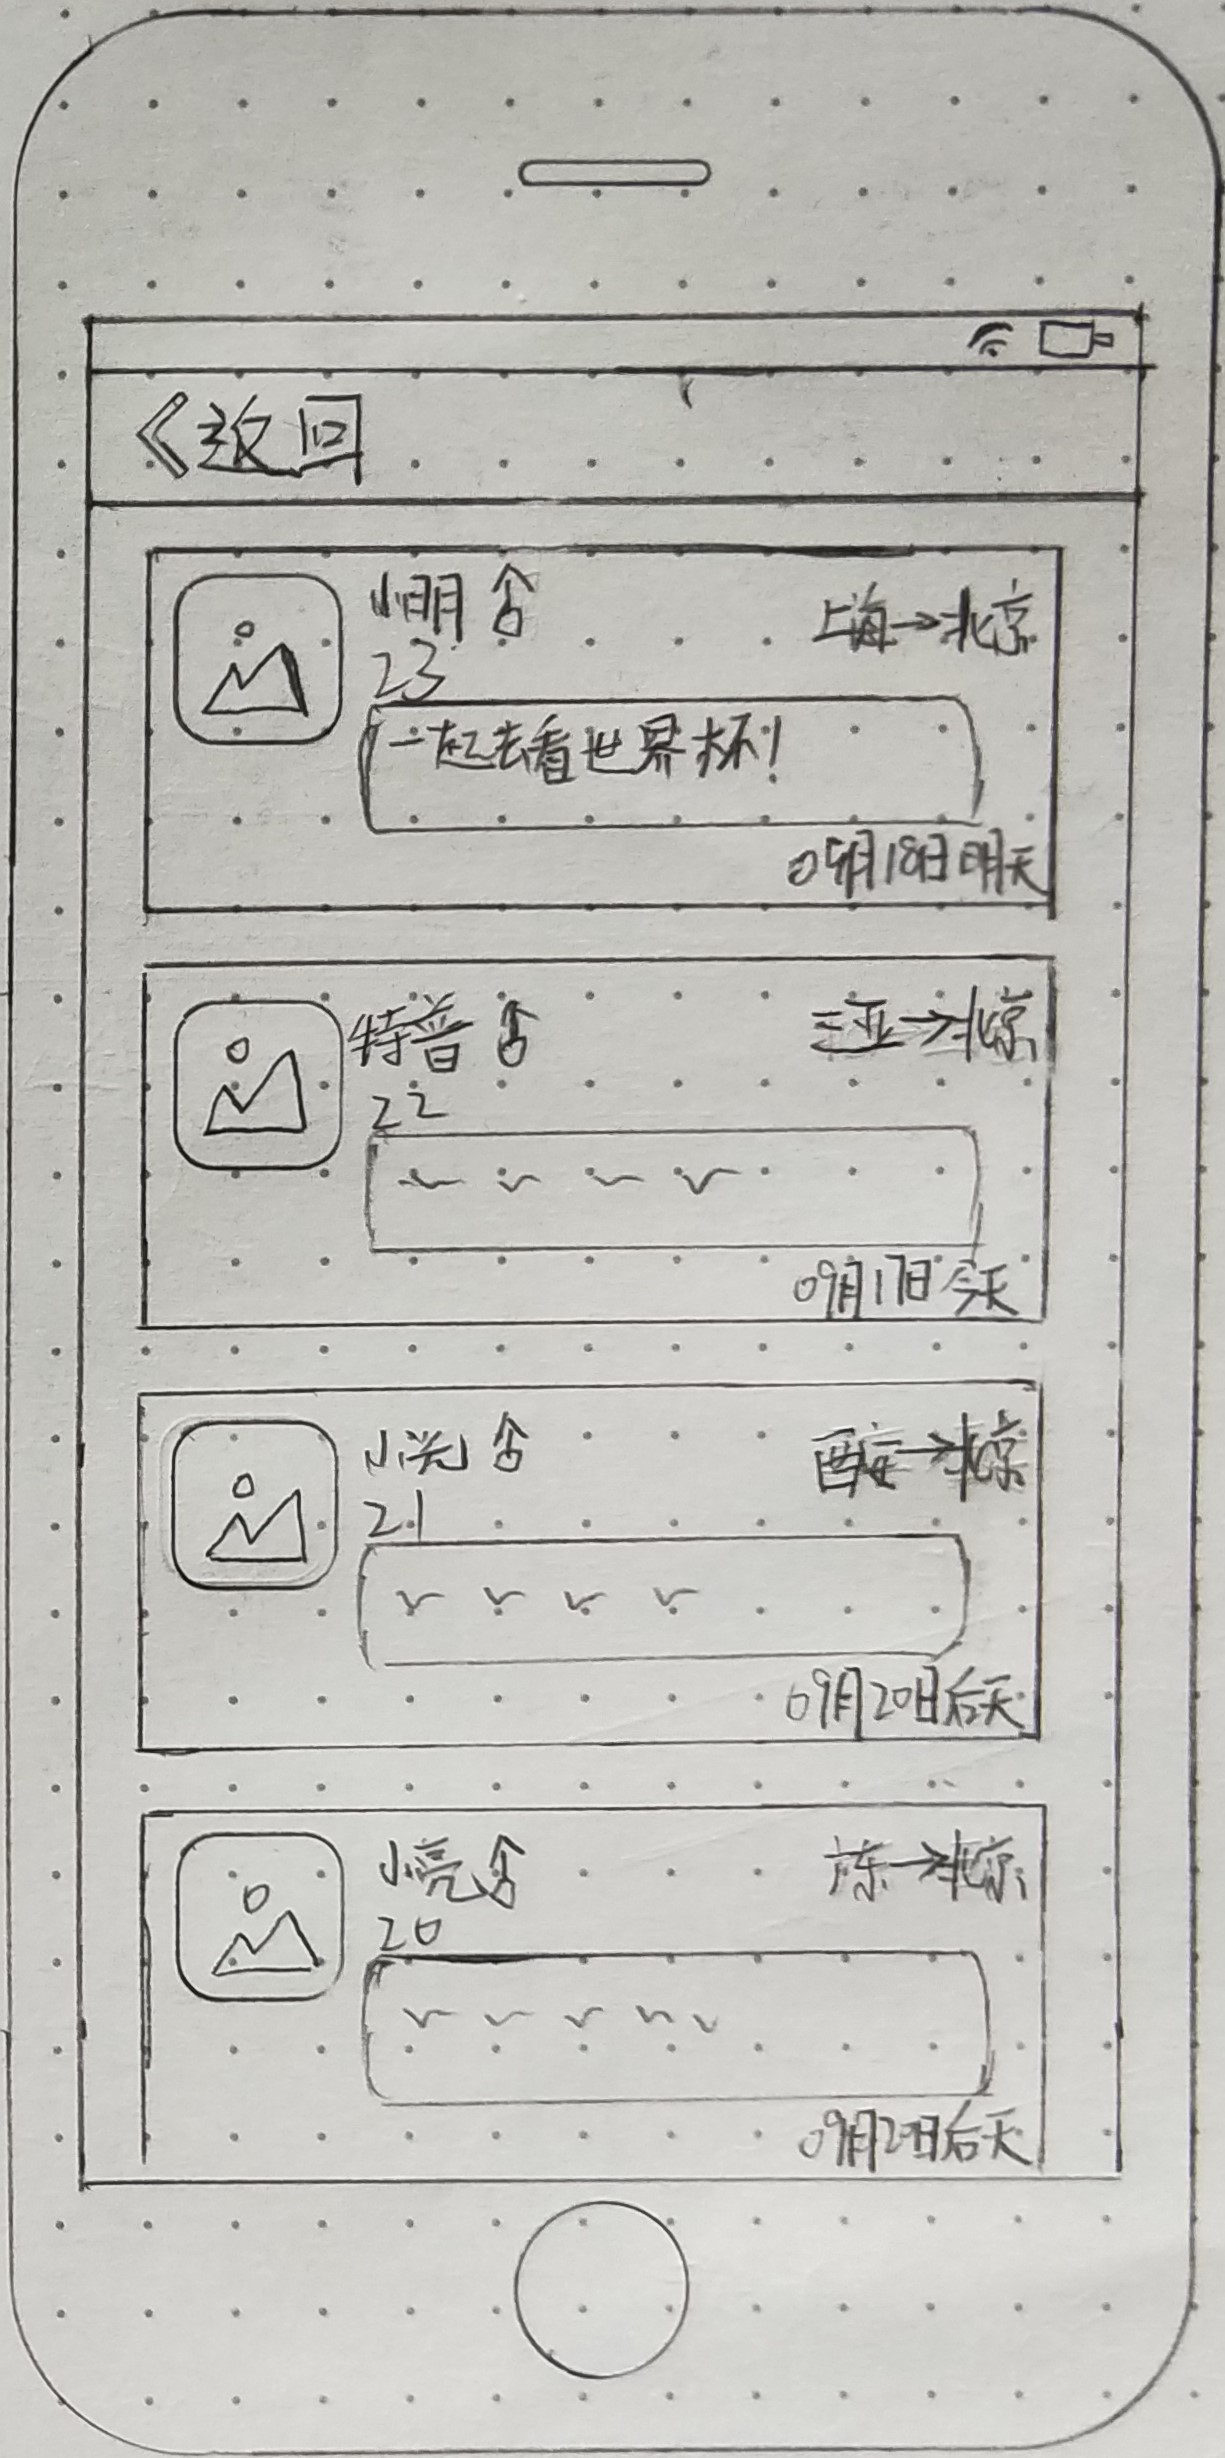 返回
小明
上海→北京
23
一起去看世界杯!
09月18日明天
特普
三亚→北京
22
09月17日今天
小光
西安→北京
21
09月20日后天
小亮
广东→北京
20
09月20日后天